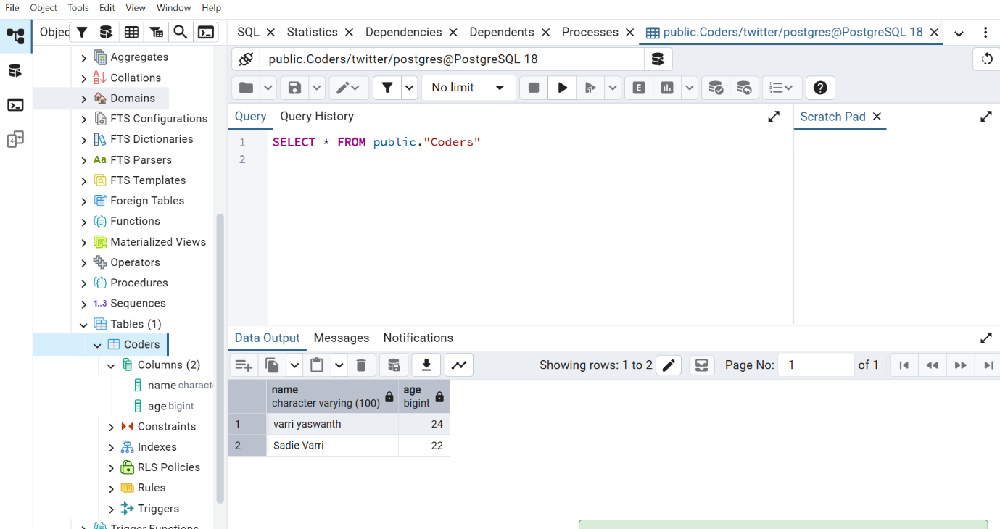 File Object Tools Edit View Window Help
Objec
SQL Statistics Dependencies Dependents Processes public.Coders/twitter/postgres@PostgreSQL 18
public.Coders/twitter/postgres@PostgreSQL 18
No limit
E
Query Query History
Scratch Pad
1 SELECT * FROM public."Coders"
2
Aggregates
Collations
Domains
FTS Configurations
FTS Dictionaries
Aa FTS Parsers
FTS Templates
Foreign Tables
Functions
Materialized Views
Operators
Procedures
1..3 Sequences
Tables (1)
Coders
Columns (2)
name charact
age bigint
Constraints
Indexes
RLS Policies
Rules
Triggers
Trigger Functions
Data Output Messages Notifications
Showing rows: 1 to 2 Page No: 1 of 1
name age
character varying (100) bigint
1 varri yaswanth 24
2 Sadie Varri 22